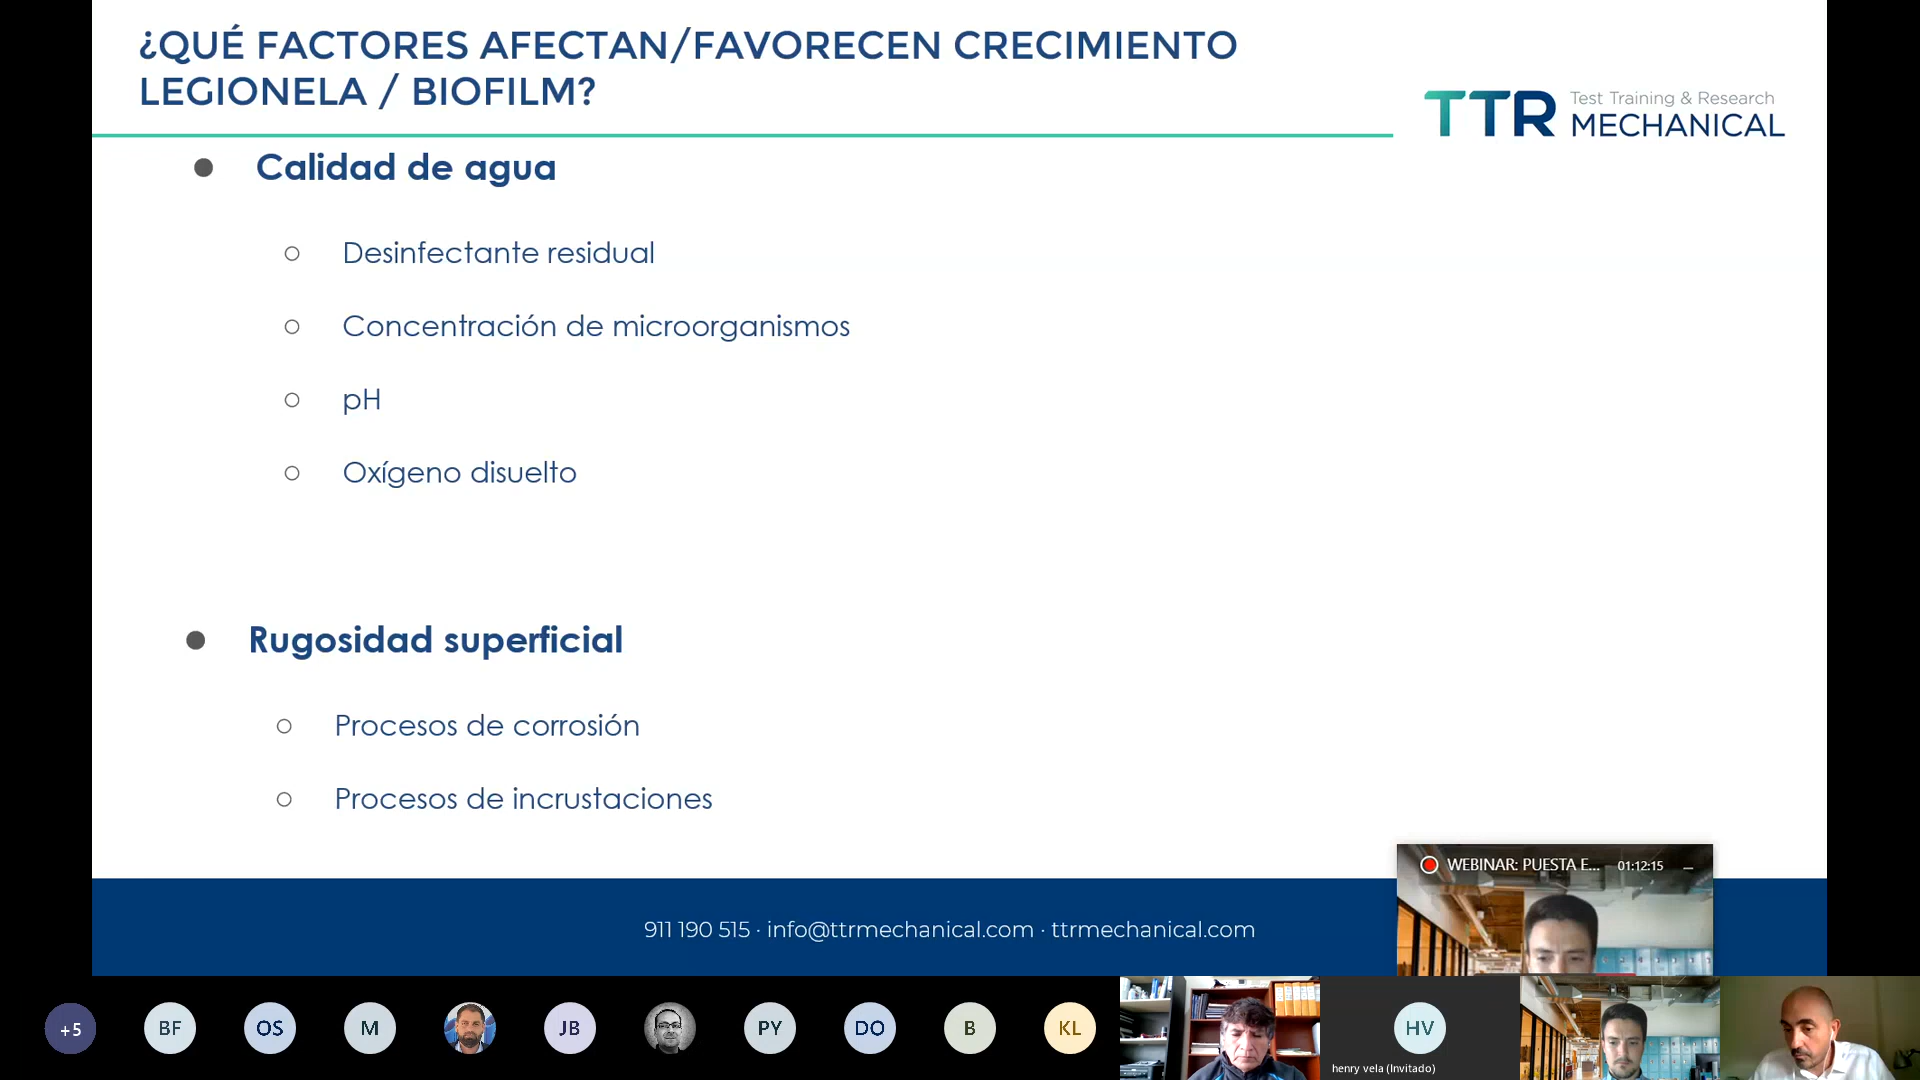 ¿QUÉ FACTORES AFECTAN/FAVORECEN CRECIMIENTO
LEGIONELA / BIOFILM?
TTR Test Training & Research
MECHANICAL
Calidad de agua
Desinfectante residual
Concentración de microorganismos
pH
Oxígeno disuelto
Rugosidad superficial
Procesos de corrosión
Procesos de incrustaciones
WEBINAR: PUESTA E... 01:12:15
911 190 515 · info@ttrmechanical.com · ttrmechanical.com
+5 BF OS M JB PY DO B KL HV
henry vela (Invitado)